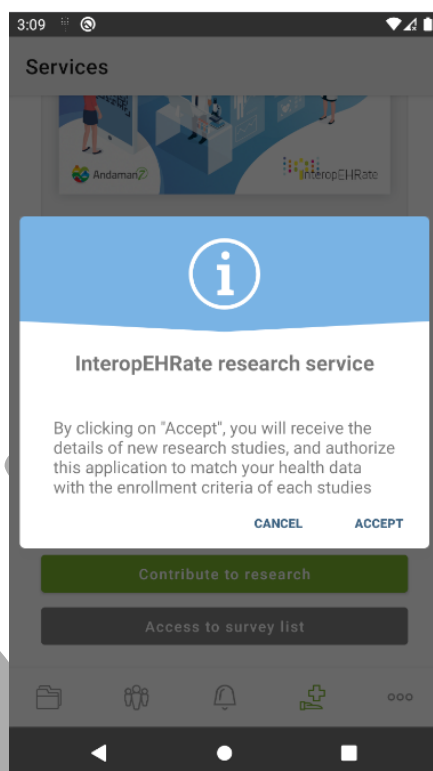 3:09
Services
Andaman7
InteropEHRate
InteropEHRate research service
By clicking on "Accept", you will receive the
details of new research studies, and authorize
this application to match your health data
with the enrollment criteria of each studies
CANCEL ACCEPT
Contribute to research
Access to survey list